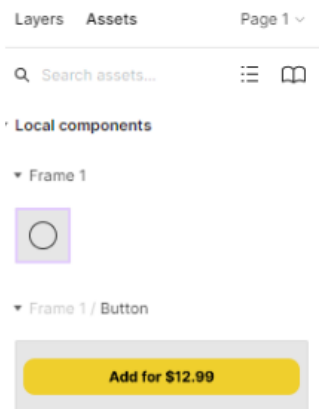 Layers Assets Page 1
Search assets...
Local components
Frame 1
Frame 1 / Button
Add for $12.99